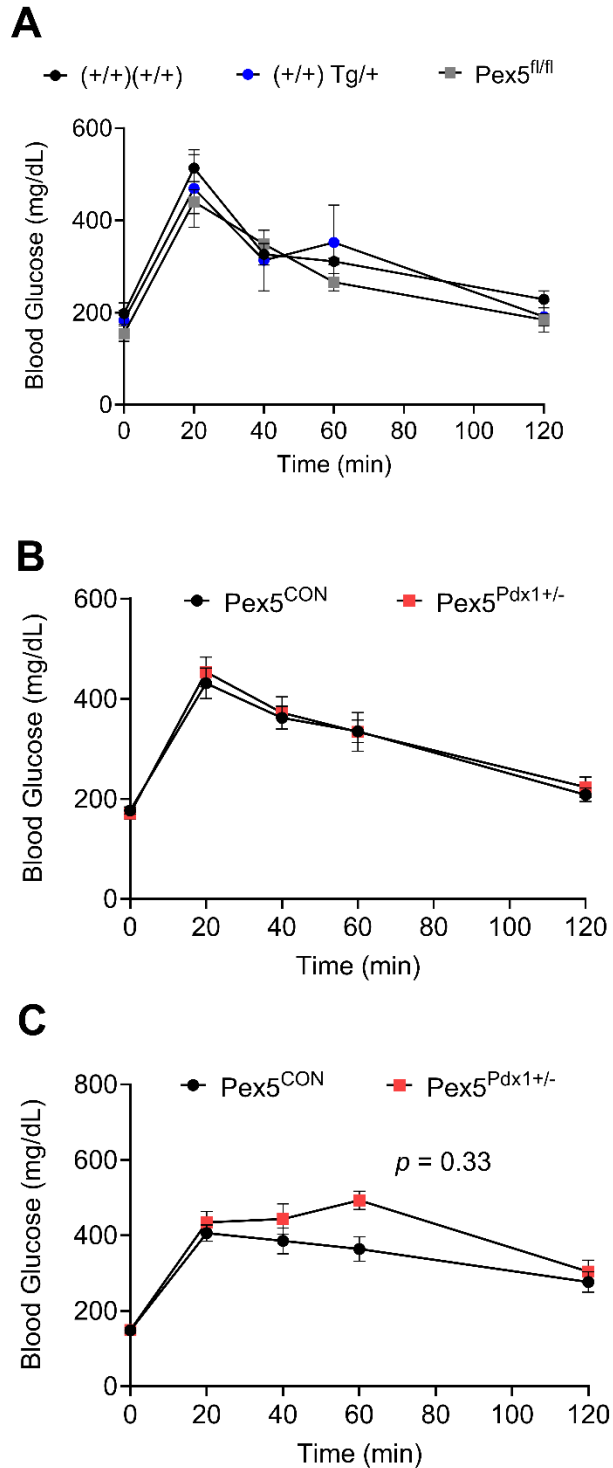 A
(+/+)(+/+) (+/+) Tg/+ Pex5fl/fl
Blood Glucose (mg/dL)
600
400
200
0
0 20 40 60 80 100 120
Time (min)
B
Pex5CON Pex5Pdx1+/-
Blood Glucose (mg/dL)
600
400
200
0
0 20 40 60 80 100 120
Time (min)
C
Pex5CON Pex5Pdx1+/-
Blood Glucose (mg/dL)
800
p = 0.33
600
400
200
0
0 20 40 60 80 100 120
Time (min)